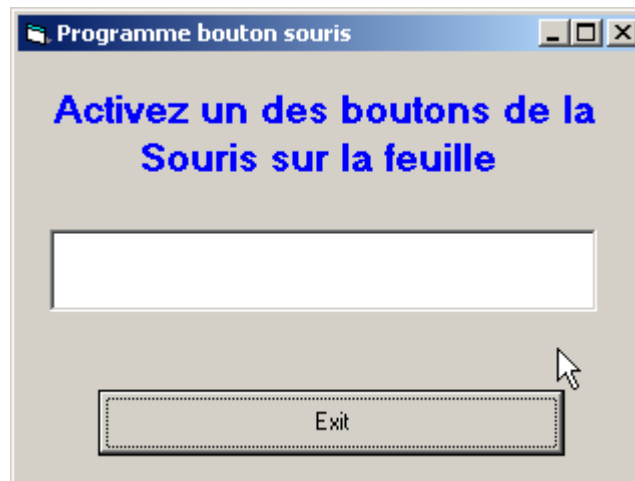 Programme bouton souris
Activez un des boutons de la
Souris sur la feuille
Exit